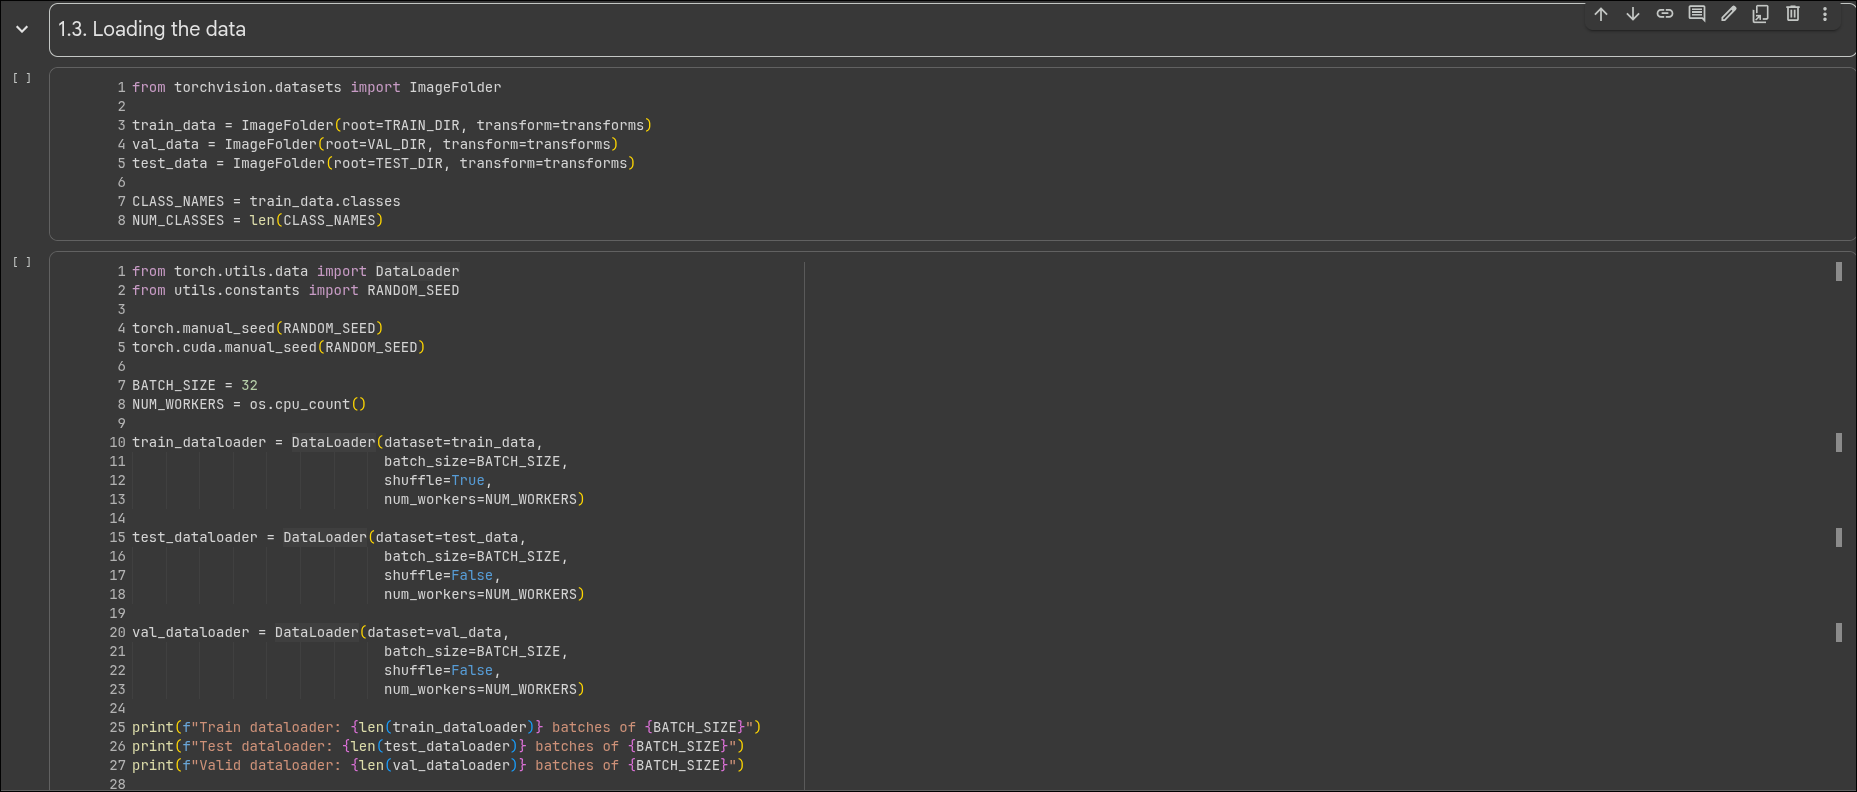 1.3. Loading the data
[ ]
1 from torchvision.datasets import ImageFolder
2
3 train_data = ImageFolder(root=TRAIN_DIR, transform=transforms)
4 val_data = ImageFolder(root=VAL_DIR, transform=transforms)
5 test_data = ImageFolder(root=TEST_DIR, transform=transforms)
6
7 CLASS_NAMES = train_data.classes
8 NUM_CLASSES = len(CLASS_NAMES)
[ ]
1 from torch.utils.data import DataLoader
2 from utils.constants import RANDOM_SEED
3
4 torch.manual_seed(RANDOM_SEED)
5 torch.cuda.manual_seed(RANDOM_SEED)
6
7 BATCH_SIZE = 32
8 NUM_WORKERS = os.cpu_count()
9
10 train_dataloader = DataLoader(dataset=train_data,
11                               batch_size=BATCH_SIZE,
12                               shuffle=True,
13                               num_workers=NUM_WORKERS)
14
15 test_dataloader = DataLoader(dataset=test_data,
16                               batch_size=BATCH_SIZE,
17                               shuffle=False,
18                               num_workers=NUM_WORKERS)
19
20 val_dataloader = DataLoader(dataset=val_data,
21                               batch_size=BATCH_SIZE,
22                               shuffle=False,
23                               num_workers=NUM_WORKERS)
24
25 print(f"Train dataloader: {len(train_dataloader)} batches of {BATCH_SIZE}")
26 print(f"Test dataloader: {len(test_dataloader)} batches of {BATCH_SIZE}")
27 print(f"Valid dataloader: {len(val_dataloader)} batches of {BATCH_SIZE}")
28